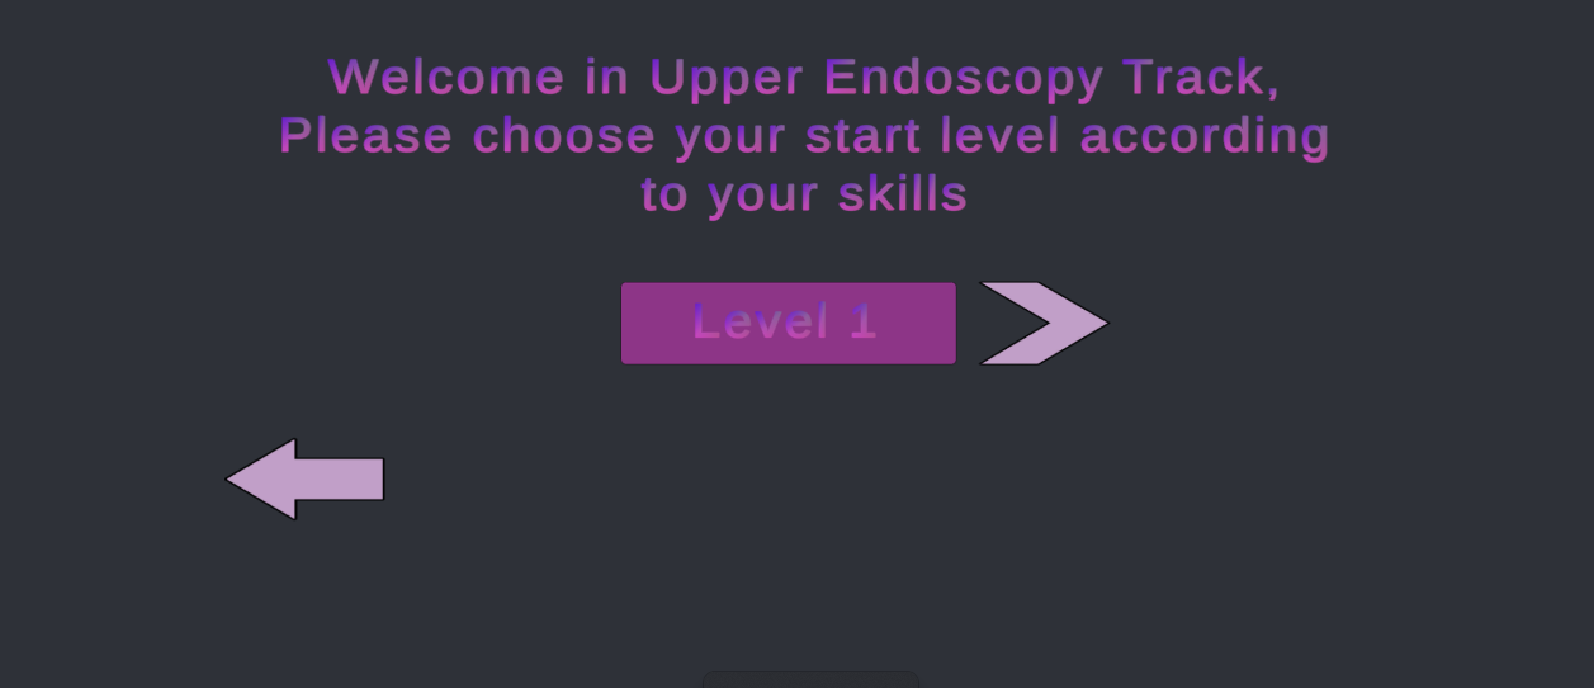 Welcome in Upper Endoscopy Track,
Please choose your start level according
to your skills
Level 1